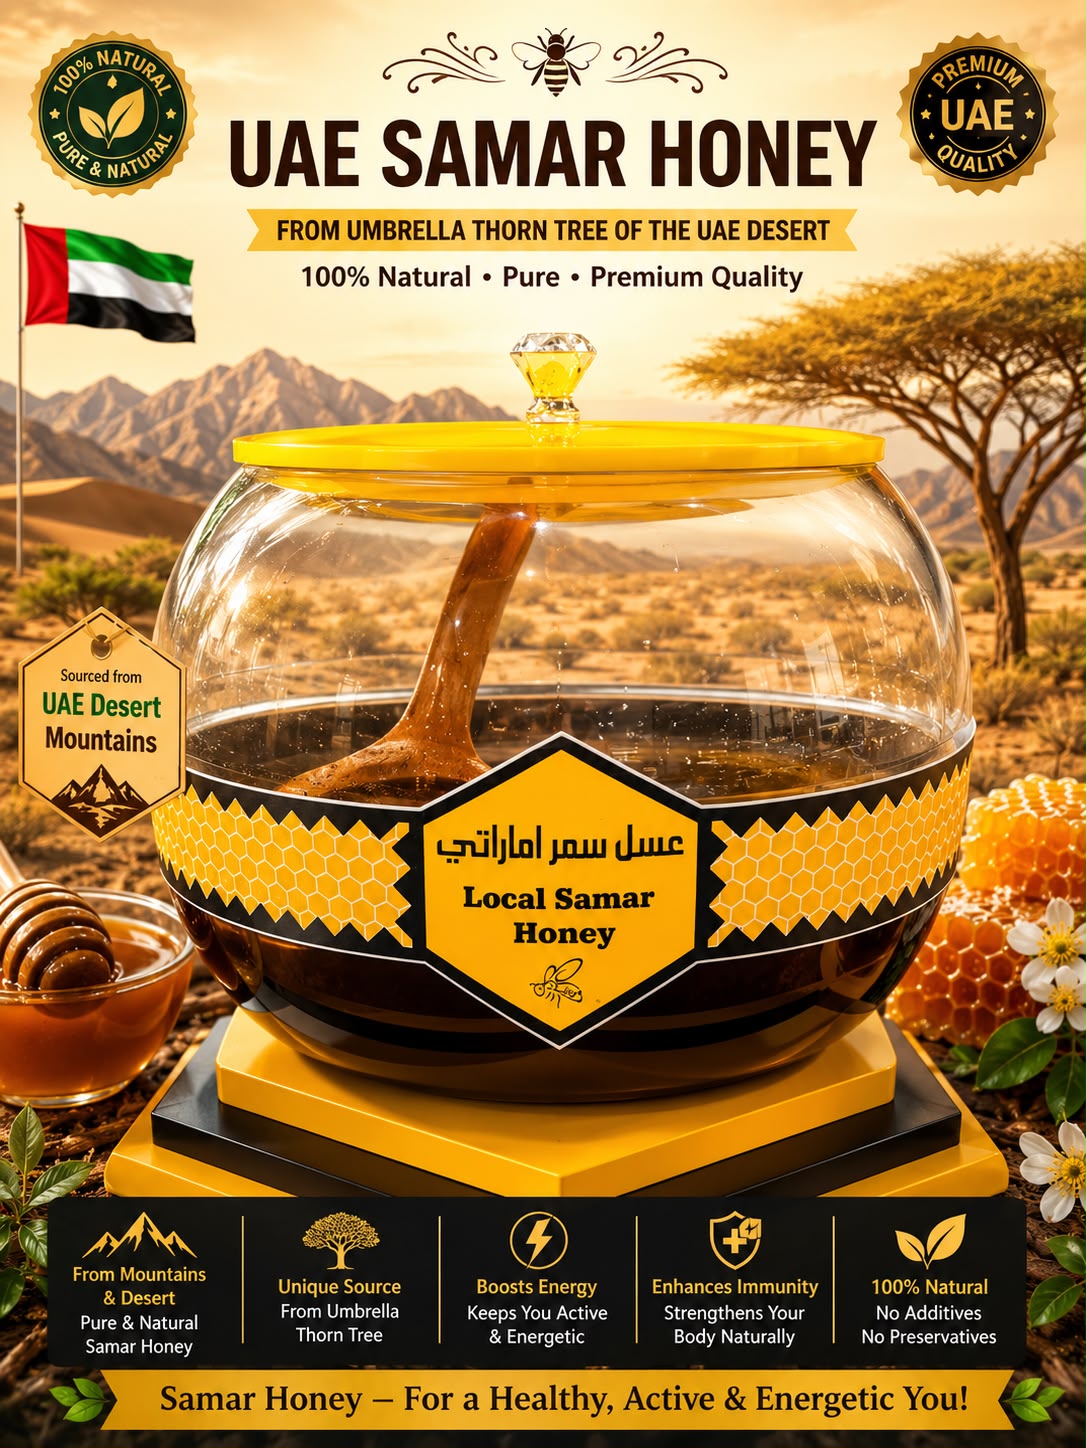 100% NATURAL
PURE & NATURAL
PREMIUM
UAE
QUALITY
UAE SAMAR HONEY
FROM UMBRELLA THORN TREE OF THE UAE DESERT
100% Natural • Pure • Premium Quality
Sourced from
UAE Desert
Mountains
عسل سمر اماراتي
Local Samar
Honey
From Mountains
& Desert
Pure & Natural
Samar Honey
Unique Source
From Umbrella
Thorn Tree
Boosts Energy
Keeps You Active
& Energetic
Enhances Immunity
Strengthens Your
Body Naturally
100% Natural
No Additives
No Preservatives
Samar Honey – For a Healthy, Active & Energetic You!